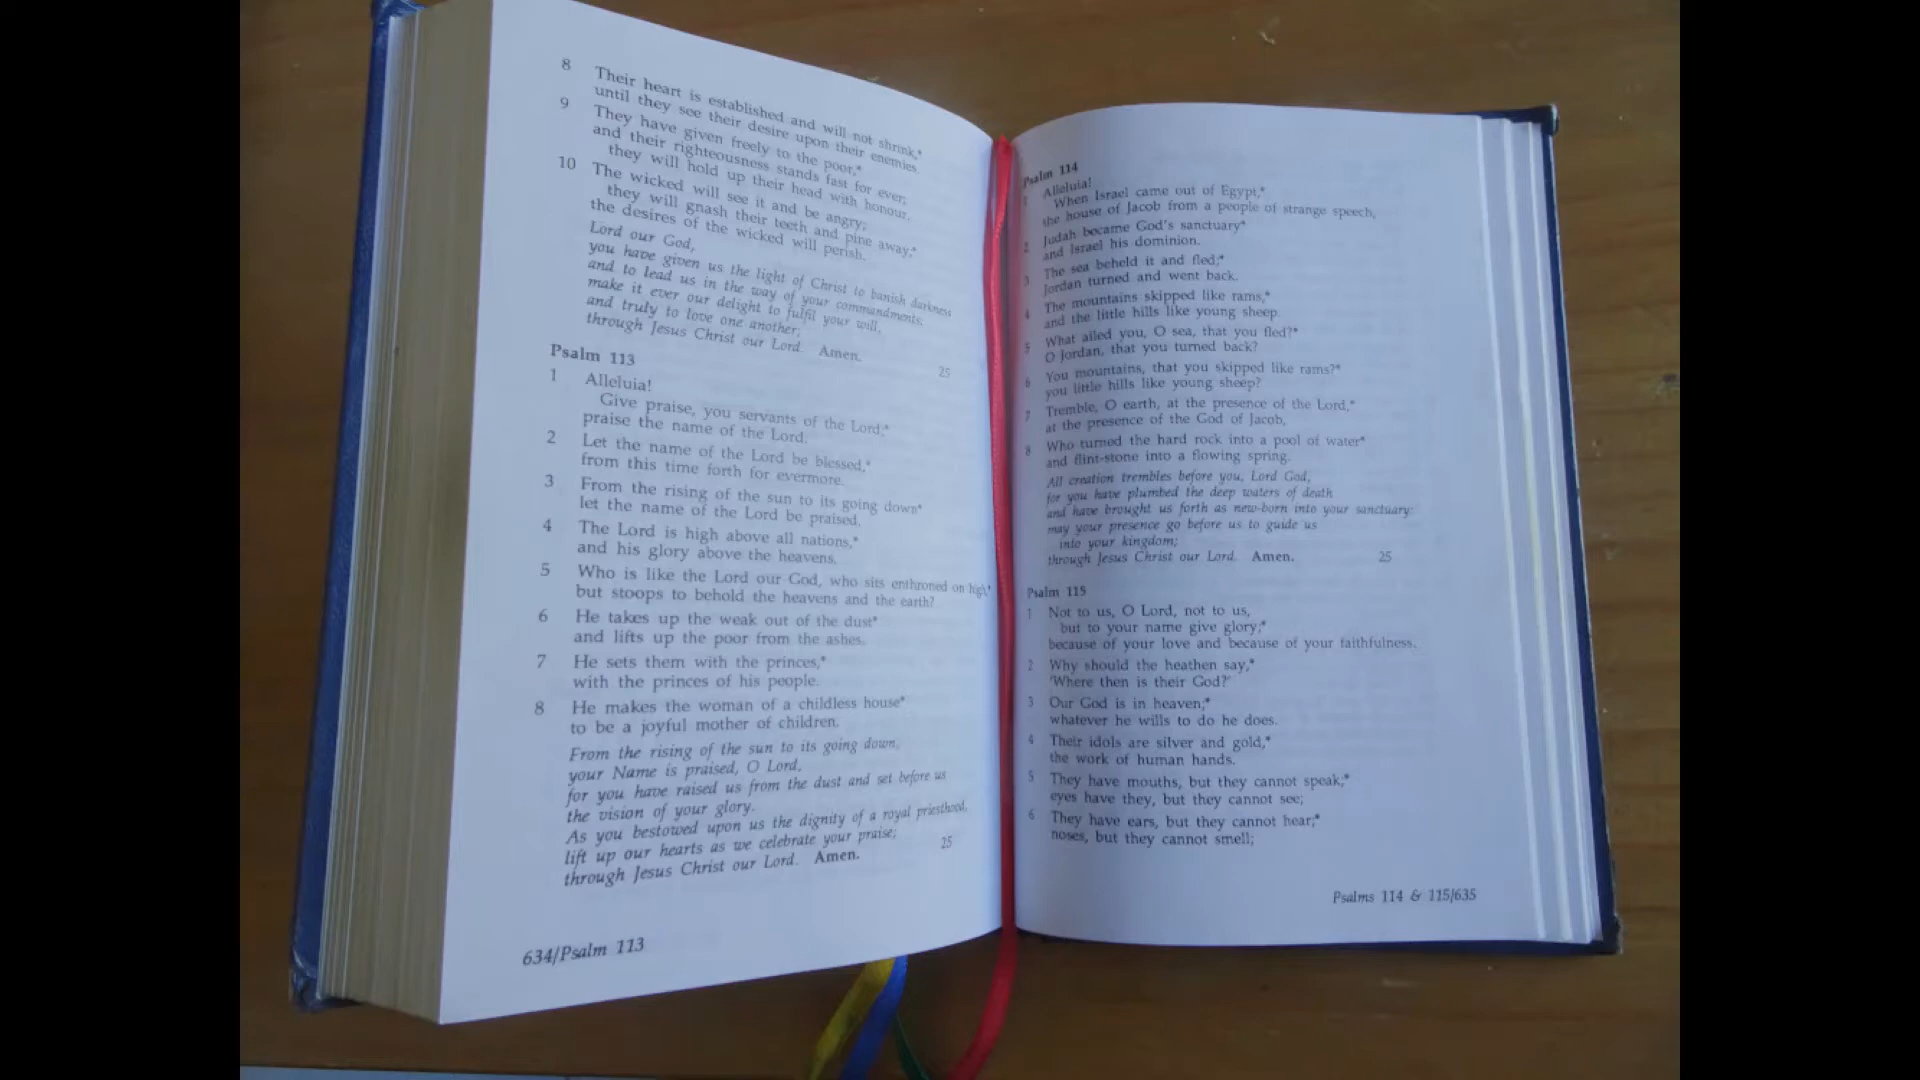 8 Their heart is established and will not shrink,*
until they see their desire upon their enemies.
9 They have given freely to the poor,*
and their righteousness stands fast for ever;
they will hold up their head with honour.
10 The wicked will see it and be angry;
they will gnash their teeth and pine away;*
the desires of the wicked will perish.
Lord our God,
you have given us the light of Christ to banish darkness
and to lead us in the way of your commandments:
make it ever our delight to fulfil your will,
and truly to love one another;
through Jesus Christ our Lord. Amen.
25
Psalm 113
1 Alleluia!
Give praise, you servants of the Lord;*
praise the name of the Lord.
2 Let the name of the Lord be blessed,*
from this time forth for evermore.
3 From the rising of the sun to its going down*
let the name of the Lord be praised.
4 The Lord is high above all nations,*
and his glory above the heavens.
5 Who is like the Lord our God, who sits enthroned on high,*
but stoops to behold the heavens and the earth?
6 He takes up the weak out of the dust*
and lifts up the poor from the ashes.
7 He sets them with the princes,*
with the princes of his people.
8 He makes the woman of a childless house*
to be a joyful mother of children.
From the rising of the sun to its going down,
your Name is praised, O Lord,
for you have raised us from the dust and set before us
the vision of your glory.
As you bestowed upon us the dignity of a royal priesthood,
lift up our hearts as we celebrate your praise;
through Jesus Christ our Lord. Amen.
25
634/Psalm 113
Psalm 114
1 Alleluia!
When Israel came out of Egypt,*
the house of Jacob from a people of strange speech,
2 Judah became God's sanctuary*
and Israel his dominion.
3 The sea beheld it and fled;*
Jordan turned and went back.
4 The mountains skipped like rams,*
and the little hills like young sheep.
5 What ailed you, O sea, that you fled?*
O Jordan, that you turned back?
6 You mountains, that you skipped like rams?*
you little hills like young sheep?
7 Tremble, O earth, at the presence of the Lord,*
at the presence of the God of Jacob,
8 Who turned the hard rock into a pool of water*
and flint-stone into a flowing spring.
All creation trembles before you, Lord God,
for you have plumbed the deep waters of death
and have brought us forth as new-born into your sanctuary:
may your presence go before us to guide us
into your kingdom;
through Jesus Christ our Lord. Amen.
25
Psalm 115
1 Not to us, O Lord, not to us,
but to your name give glory;*
because of your love and because of your faithfulness.
2 Why should the heathen say,*
'Where then is their God?'
3 Our God is in heaven;*
whatever he wills to do he does.
4 Their idols are silver and gold,*
the work of human hands.
5 They have mouths, but they cannot speak;*
eyes have they, but they cannot see;
6 They have ears, but they cannot hear;*
noses, but they cannot smell;
Psalms 114 & 115/635